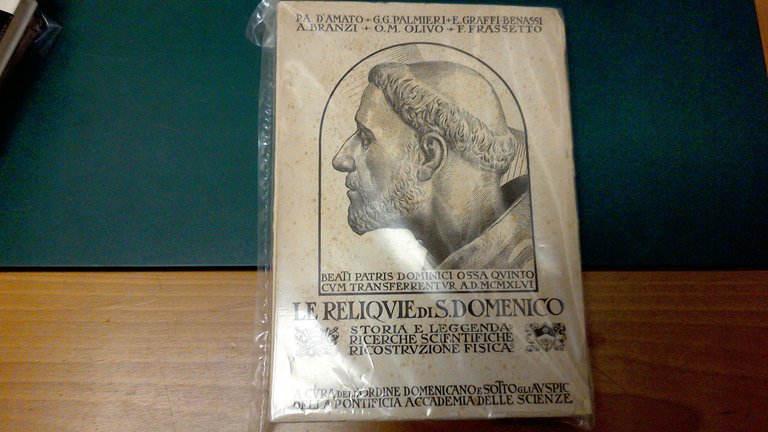 P.A. D'AMATO + G.G. PALMIERI + E. GRAFFI-BENASSI
A. BRANZI + O.M. OLIVO + F. FRASSETTO
BEATI PATRIS DOMINICI OSSA QVINTO
CVM TRANSFERRENTVR A.D. MCMXLVI
LE RELIQVIE DI S. DOMENICO
STORIA E LEGGENDA
RICERCHE SCIENTIFICHE
RICOSTRVZIONE FISICA
A CVRA DELL'ORDINE DOMENICANO E SOTTO GLI AVSPIC
DELLA PONTIFICIA ACCADEMIA DELLE SCIENZE